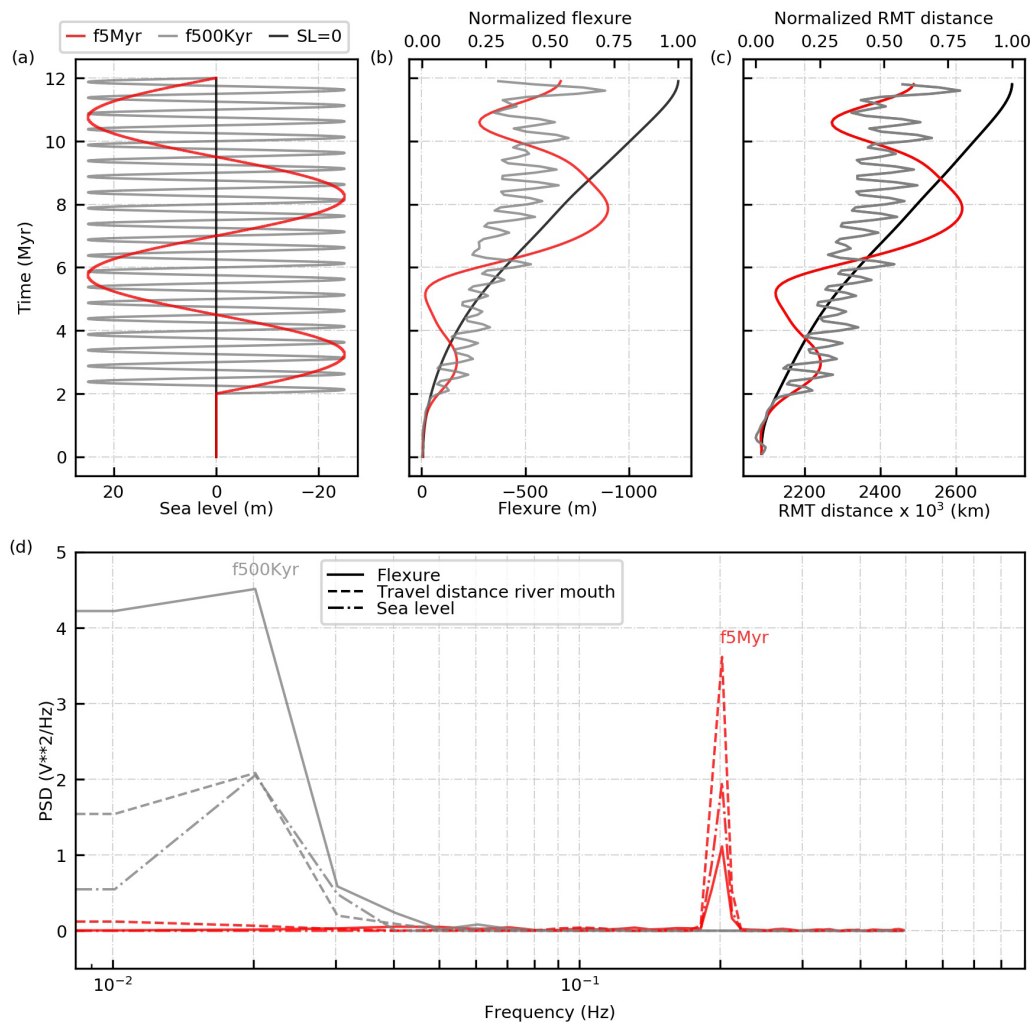 Normalized flexure
Normalized RMT distance
f5Myr f500Kyr SL=0
0.00 0.25 0.50 0.75 1.00
0.00 0.25 0.50 0.75 1.00
(a)
(b)
(c)
12
10
8
6
4
2
0
Time (Myr)
20 0 −20
0 −500 −1000
2200 2400 2600
Sea level (m)
Flexure (m)
RMT distance x 10³ (km)
(d)
f500Kyr
Flexure
Travel distance river mouth
Sea level
f5Myr
5
4
3
2
1
0
PSD (V**2/Hz)
10⁻² 10⁻¹
Frequency (Hz)